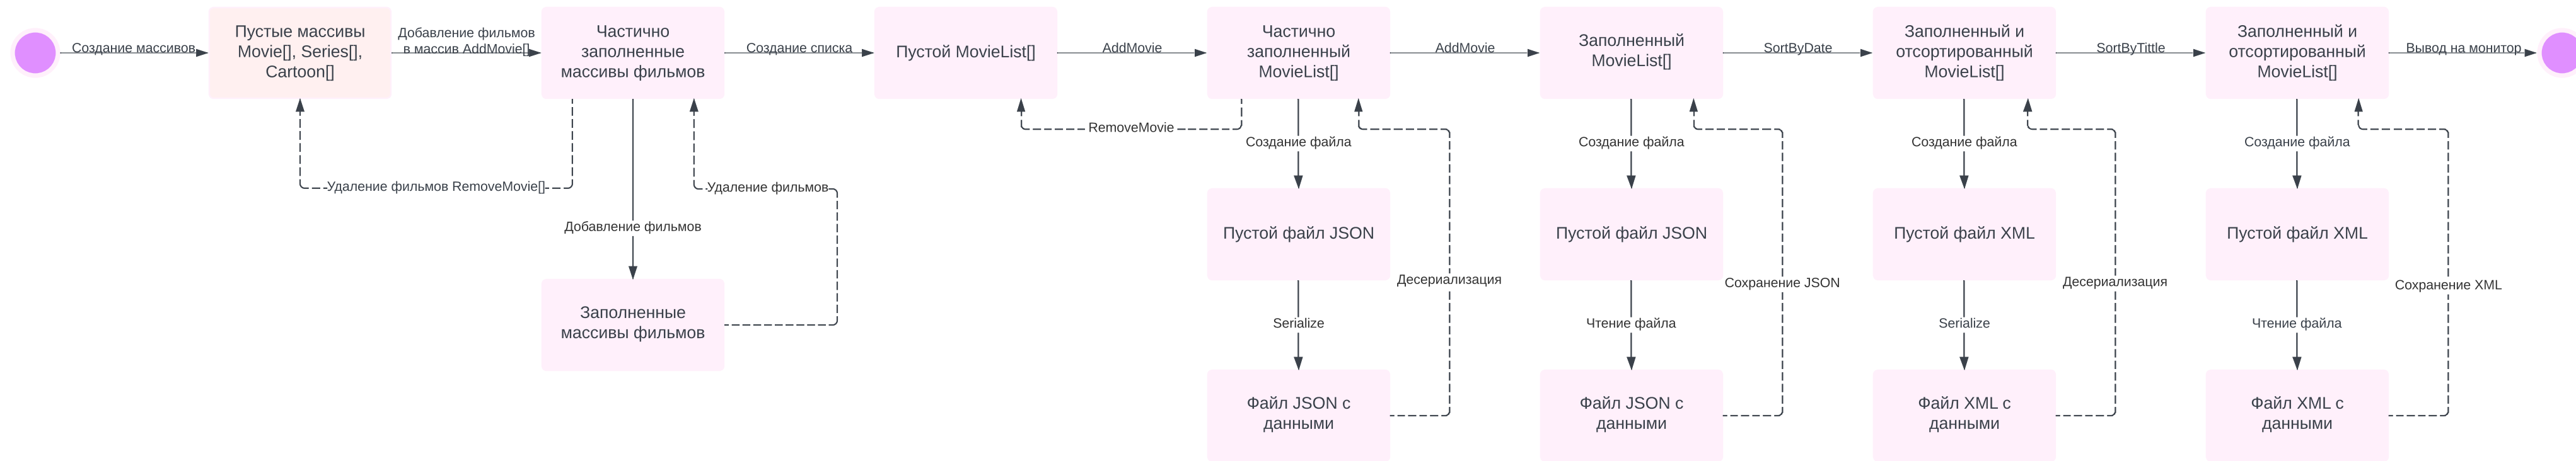 Создание массивов
Пустые массивы
Movie[], Series[],
Cartoon[]
Добавление фильмов
в массив AddMovie[]
Частично
заполненные
массивы фильмов
Создание списка
Пустой MovieList[]
AddMovie
Частично
заполненный
MovieList[]
AddMovie
Заполненный
MovieList[]
SortByDate
Заполненный и
отсортированный
MovieList[]
SortByTittle
Заполненный и
отсортированный
MovieList[]
Вывод на монитор
RemoveMovie
Создание файла
Создание файла
Создание файла
Создание файла
Удаление фильмов RemoveMovie[]
Удаление фильмов
Добавление фильмов
Пустой файл JSON
Пустой файл JSON
Пустой файл XML
Пустой файл XML
Десериализация
Сохранение JSON
Десериализация
Сохранение XML
Заполненные
массивы фильмов
Serialize
Чтение файла
Serialize
Чтение файла
Файл JSON с
данными
Файл JSON с
данными
Файл XML с
данными
Файл XML с
данными